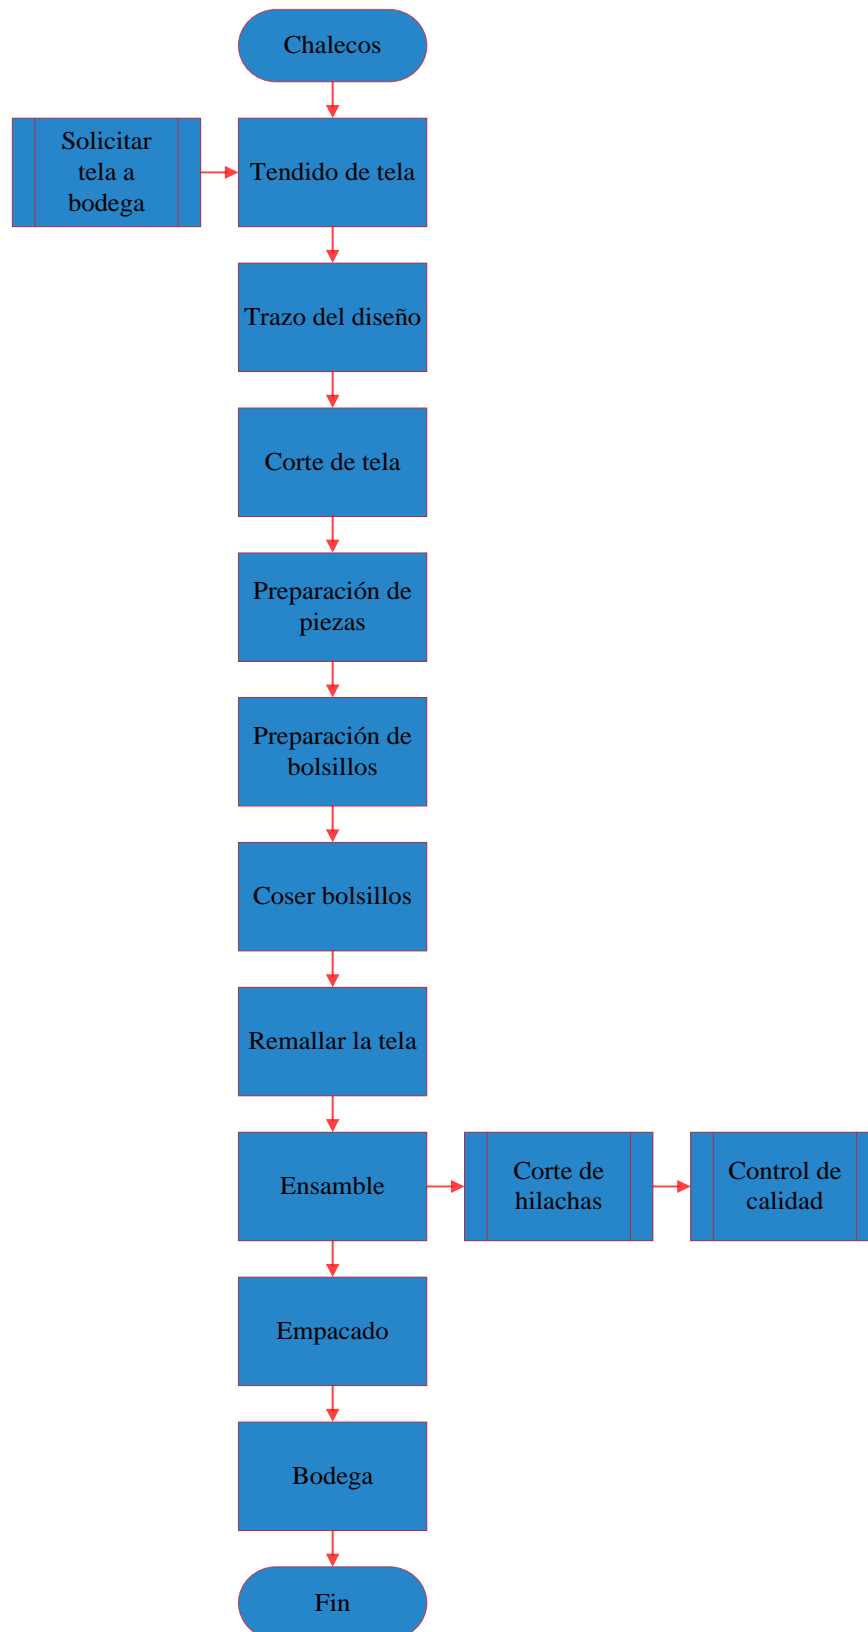 Chalecos
Solicitar
tela a
bodega
Tendido de tela
Trazo del diseño
Corte de tela
Preparación de
piezas
Preparación de
bolsillos
Coser bolsillos
Remallar la tela
Ensamble
Corte de
hilachas
Control de
calidad
Empacado
Bodega
Fin